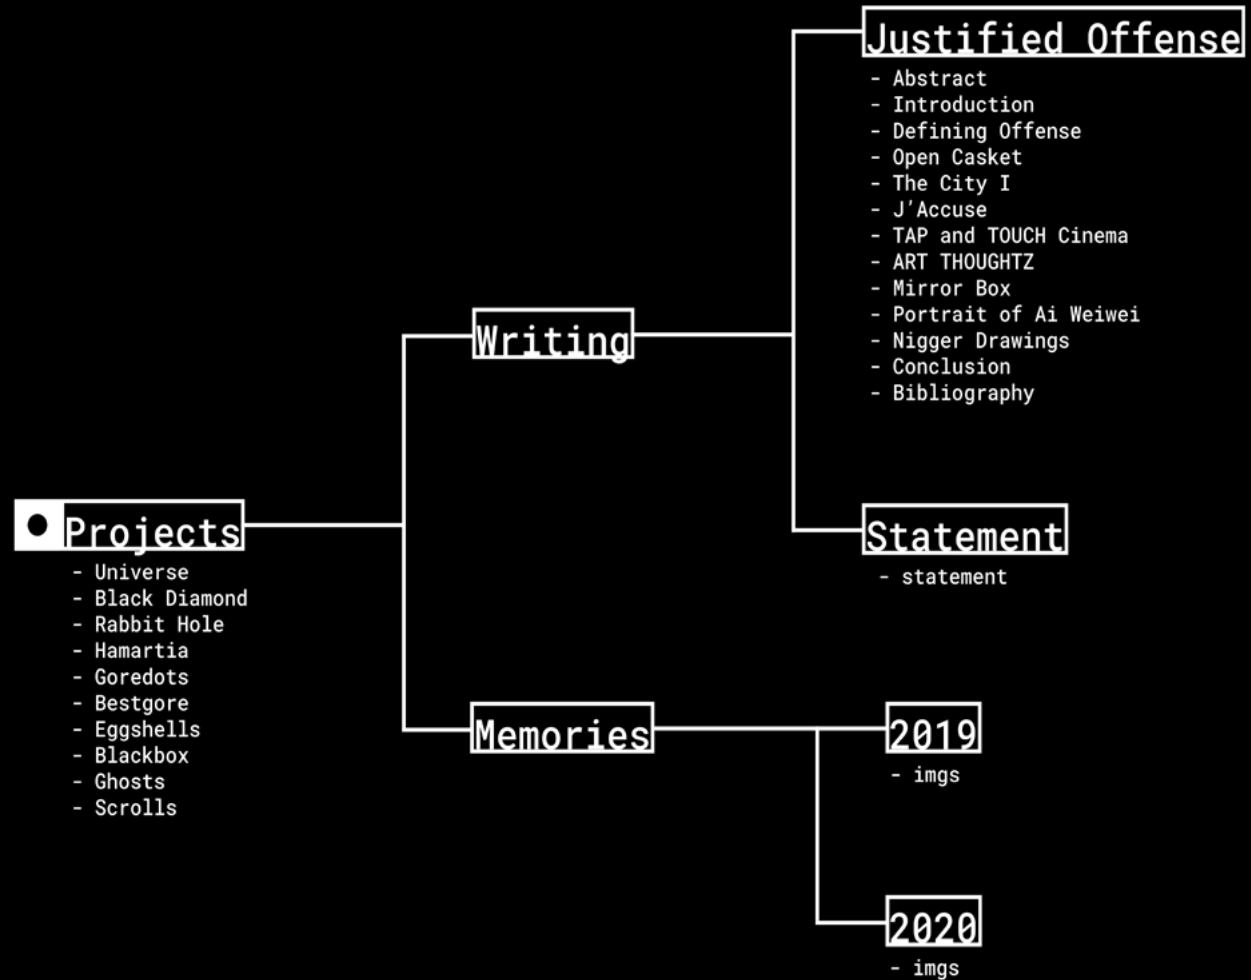 Justified Offense
- Abstract
- Introduction
- Defining Offense
- Open Casket
- The City I
- J'Accuse
- TAP and TOUCH Cinema
- ART THOUGHTZ
- Mirror Box
- Portrait of Ai Weiwei
- Nigger Drawings
- Conclusion
- Bibliography
Writing
Statement
- statement
Projects
- Universe
- Black Diamond
- Rabbit Hole
- Hamartia
- Goredots
- Bestgore
- Eggshells
- Blackbox
- Ghosts
- Scrolls
Memories
2019
- imgs
2020
- imgs